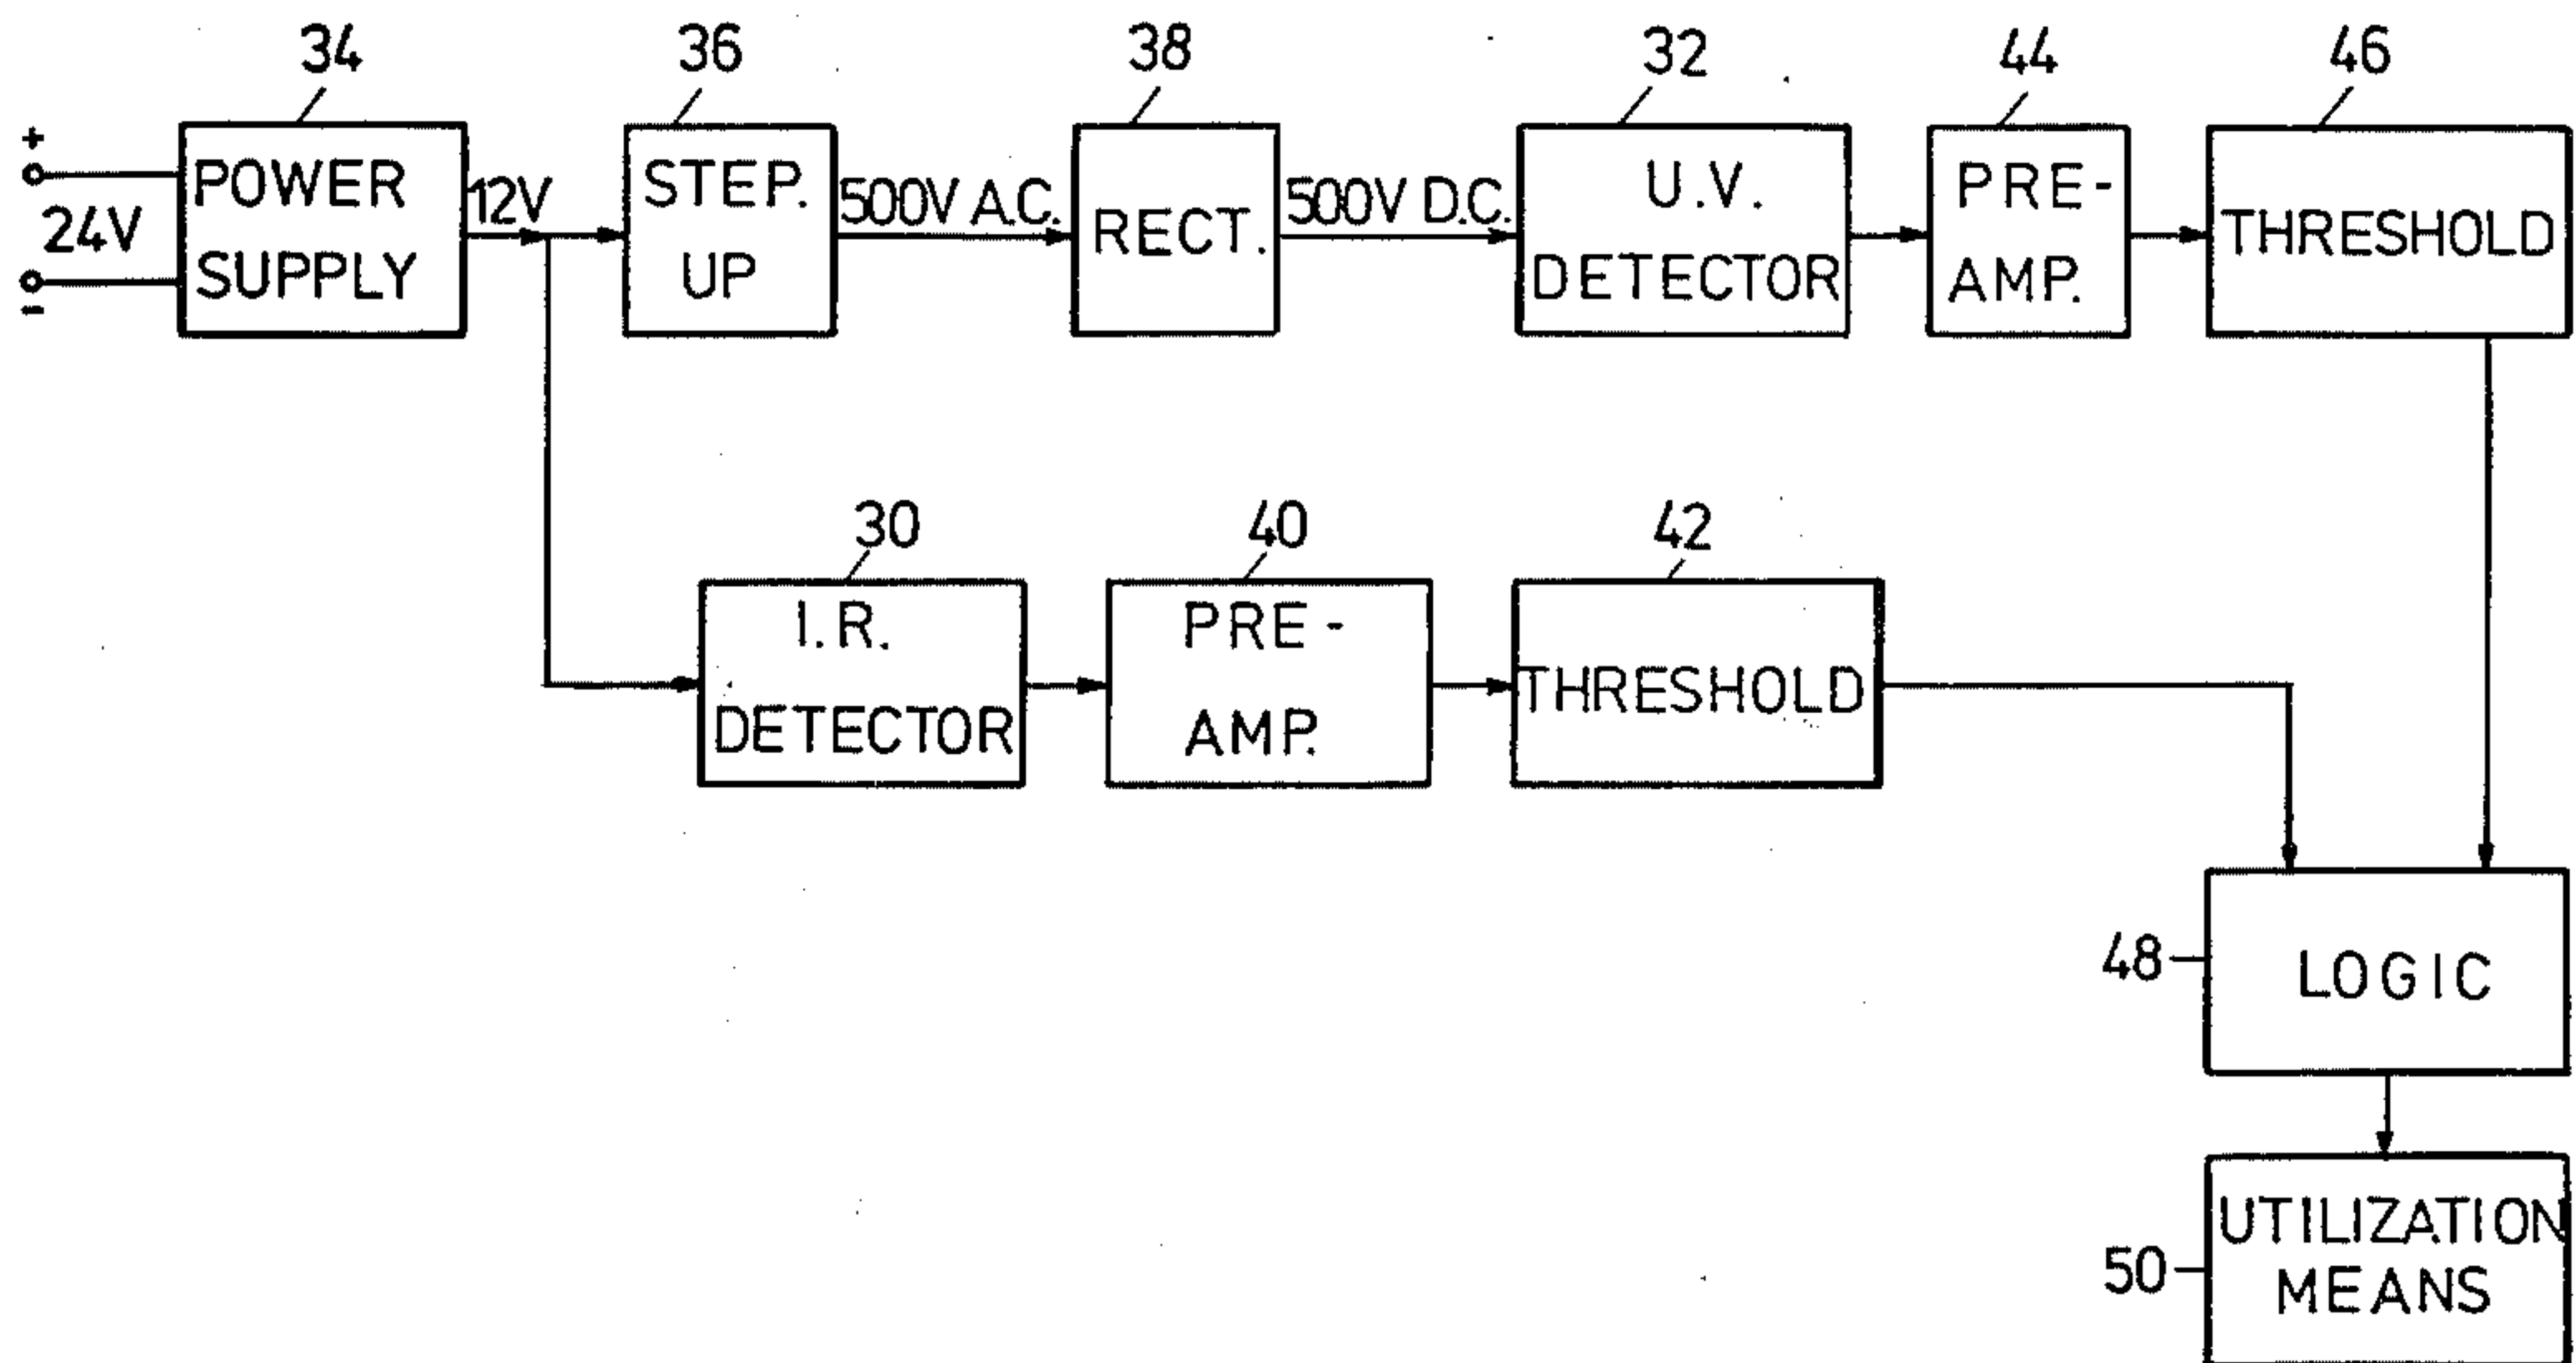 34
36
38
32
44
46
+
24V
-
POWER
SUPPLY
12V
STEP.
UP
500V A.C.
RECT.
500V D.C.
U.V.
DETECTOR
PRE-
AMP.
THRESHOLD
30
40
42
I.R.
DETECTOR
PRE-
AMP.
THRESHOLD
48
LOGIC
50
UTILIZATION
MEANS